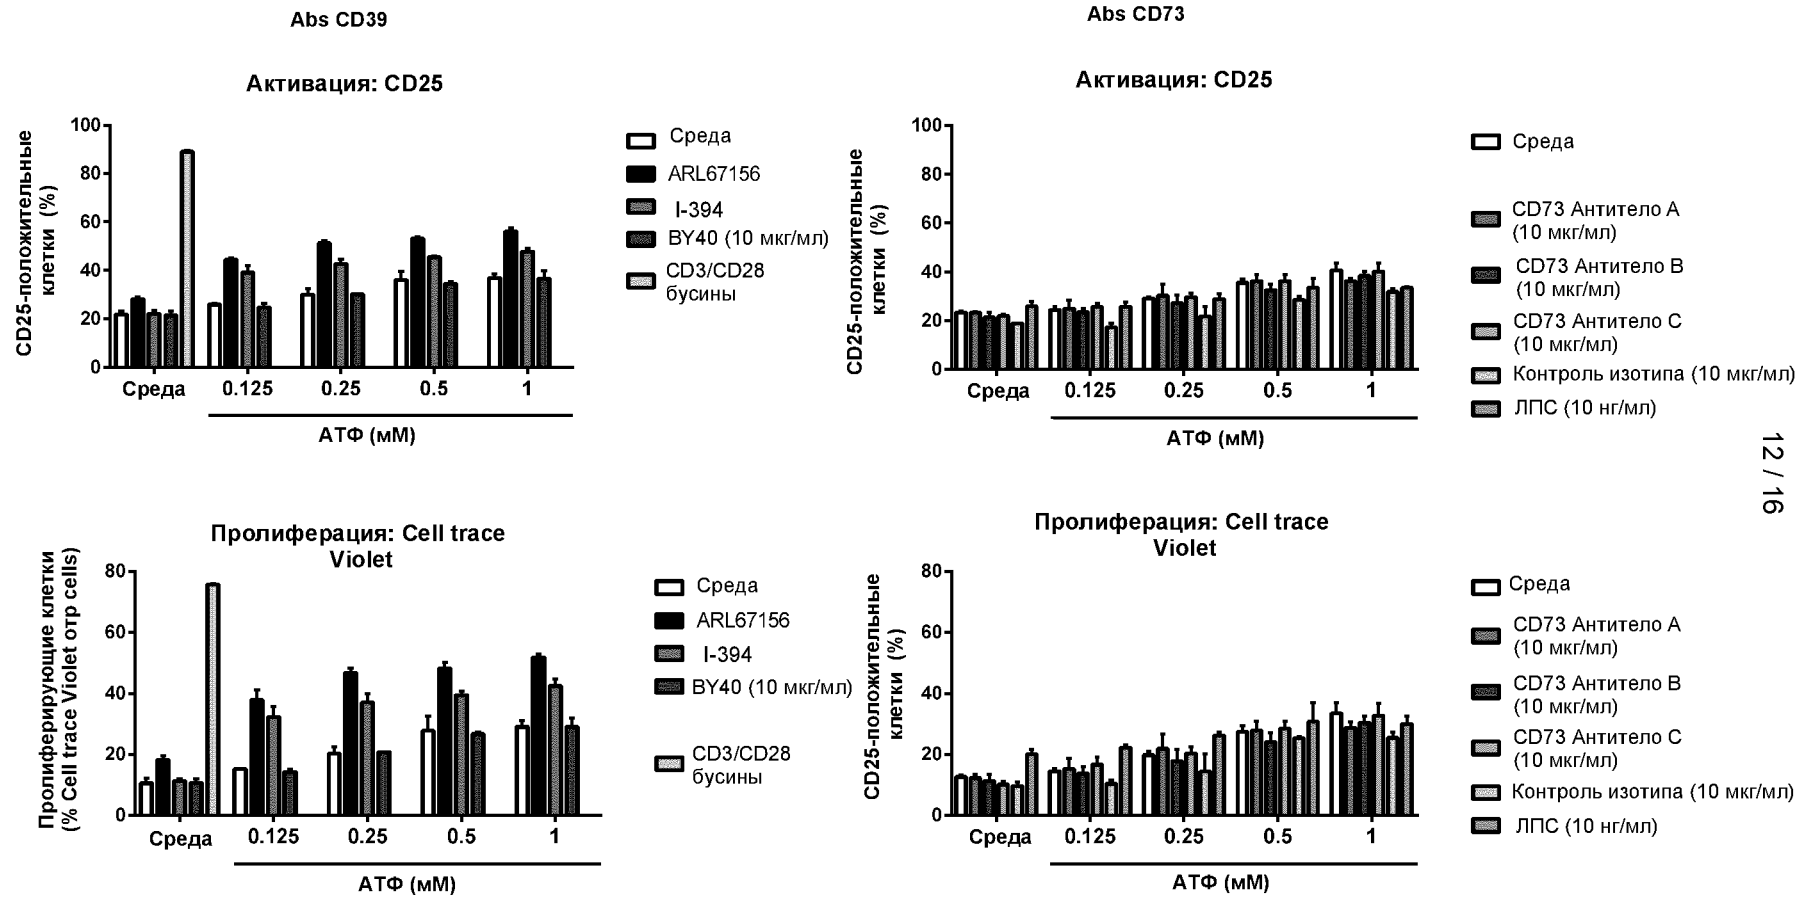 Abs CD39
Активация: CD25
CD25-положительные
клетки (%)
100
80
60
40
20
0
Среда
0.125
0.25
0.5
1
АТФ (мМ)
Среда
ARL67156
I-394
BY40 (10 мкг/мл)
CD3/CD28
бусины
Abs CD73
Активация: CD25
CD25-положительные
клетки (%)
100
80
60
40
20
0
Среда
0.125
0.25
0.5
1
АТФ (мМ)
Среда
CD73 Антитело A
(10 мкг/мл)
CD73 Антитело B
(10 мкг/мл)
CD73 Антитело C
(10 мкг/мл)
Контроль изотипа (10 мкг/мл)
ЛПС (10 нг/мл)
12 / 16
Пролиферация: Cell trace
Violet
Пролиферирующие клетки
(% Cell trace Violet отр cells)
80
60
40
20
0
Среда
0.125
0.25
0.5
1
АТФ (мМ)
Среда
ARL67156
I-394
BY40 (10 мкг/мл)
CD3/CD28
бусины
Пролиферация: Cell trace
Violet
CD25-положительные
клетки (%)
80
60
40
20
0
Среда
0.125
0.25
0.5
1
АТФ (мМ)
Среда
CD73 Антитело A
(10 мкг/мл)
CD73 Антитело B
(10 мкг/мл)
CD73 Антитело C
(10 мкг/мл)
Контроль изотипа (10 мкг/мл)
ЛПС (10 нг/мл)